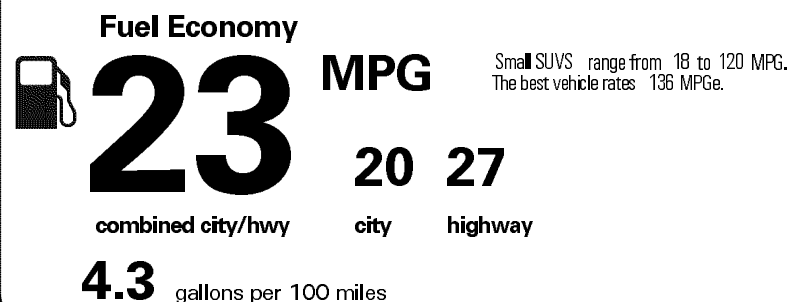 Fuel Economy
23 MPG
Small SUVS range from 18 to 120 MPG.
The best vehicle rates 136 MPGe.
20 27
combined city/hwy city highway
4.3 gallons per 100 miles